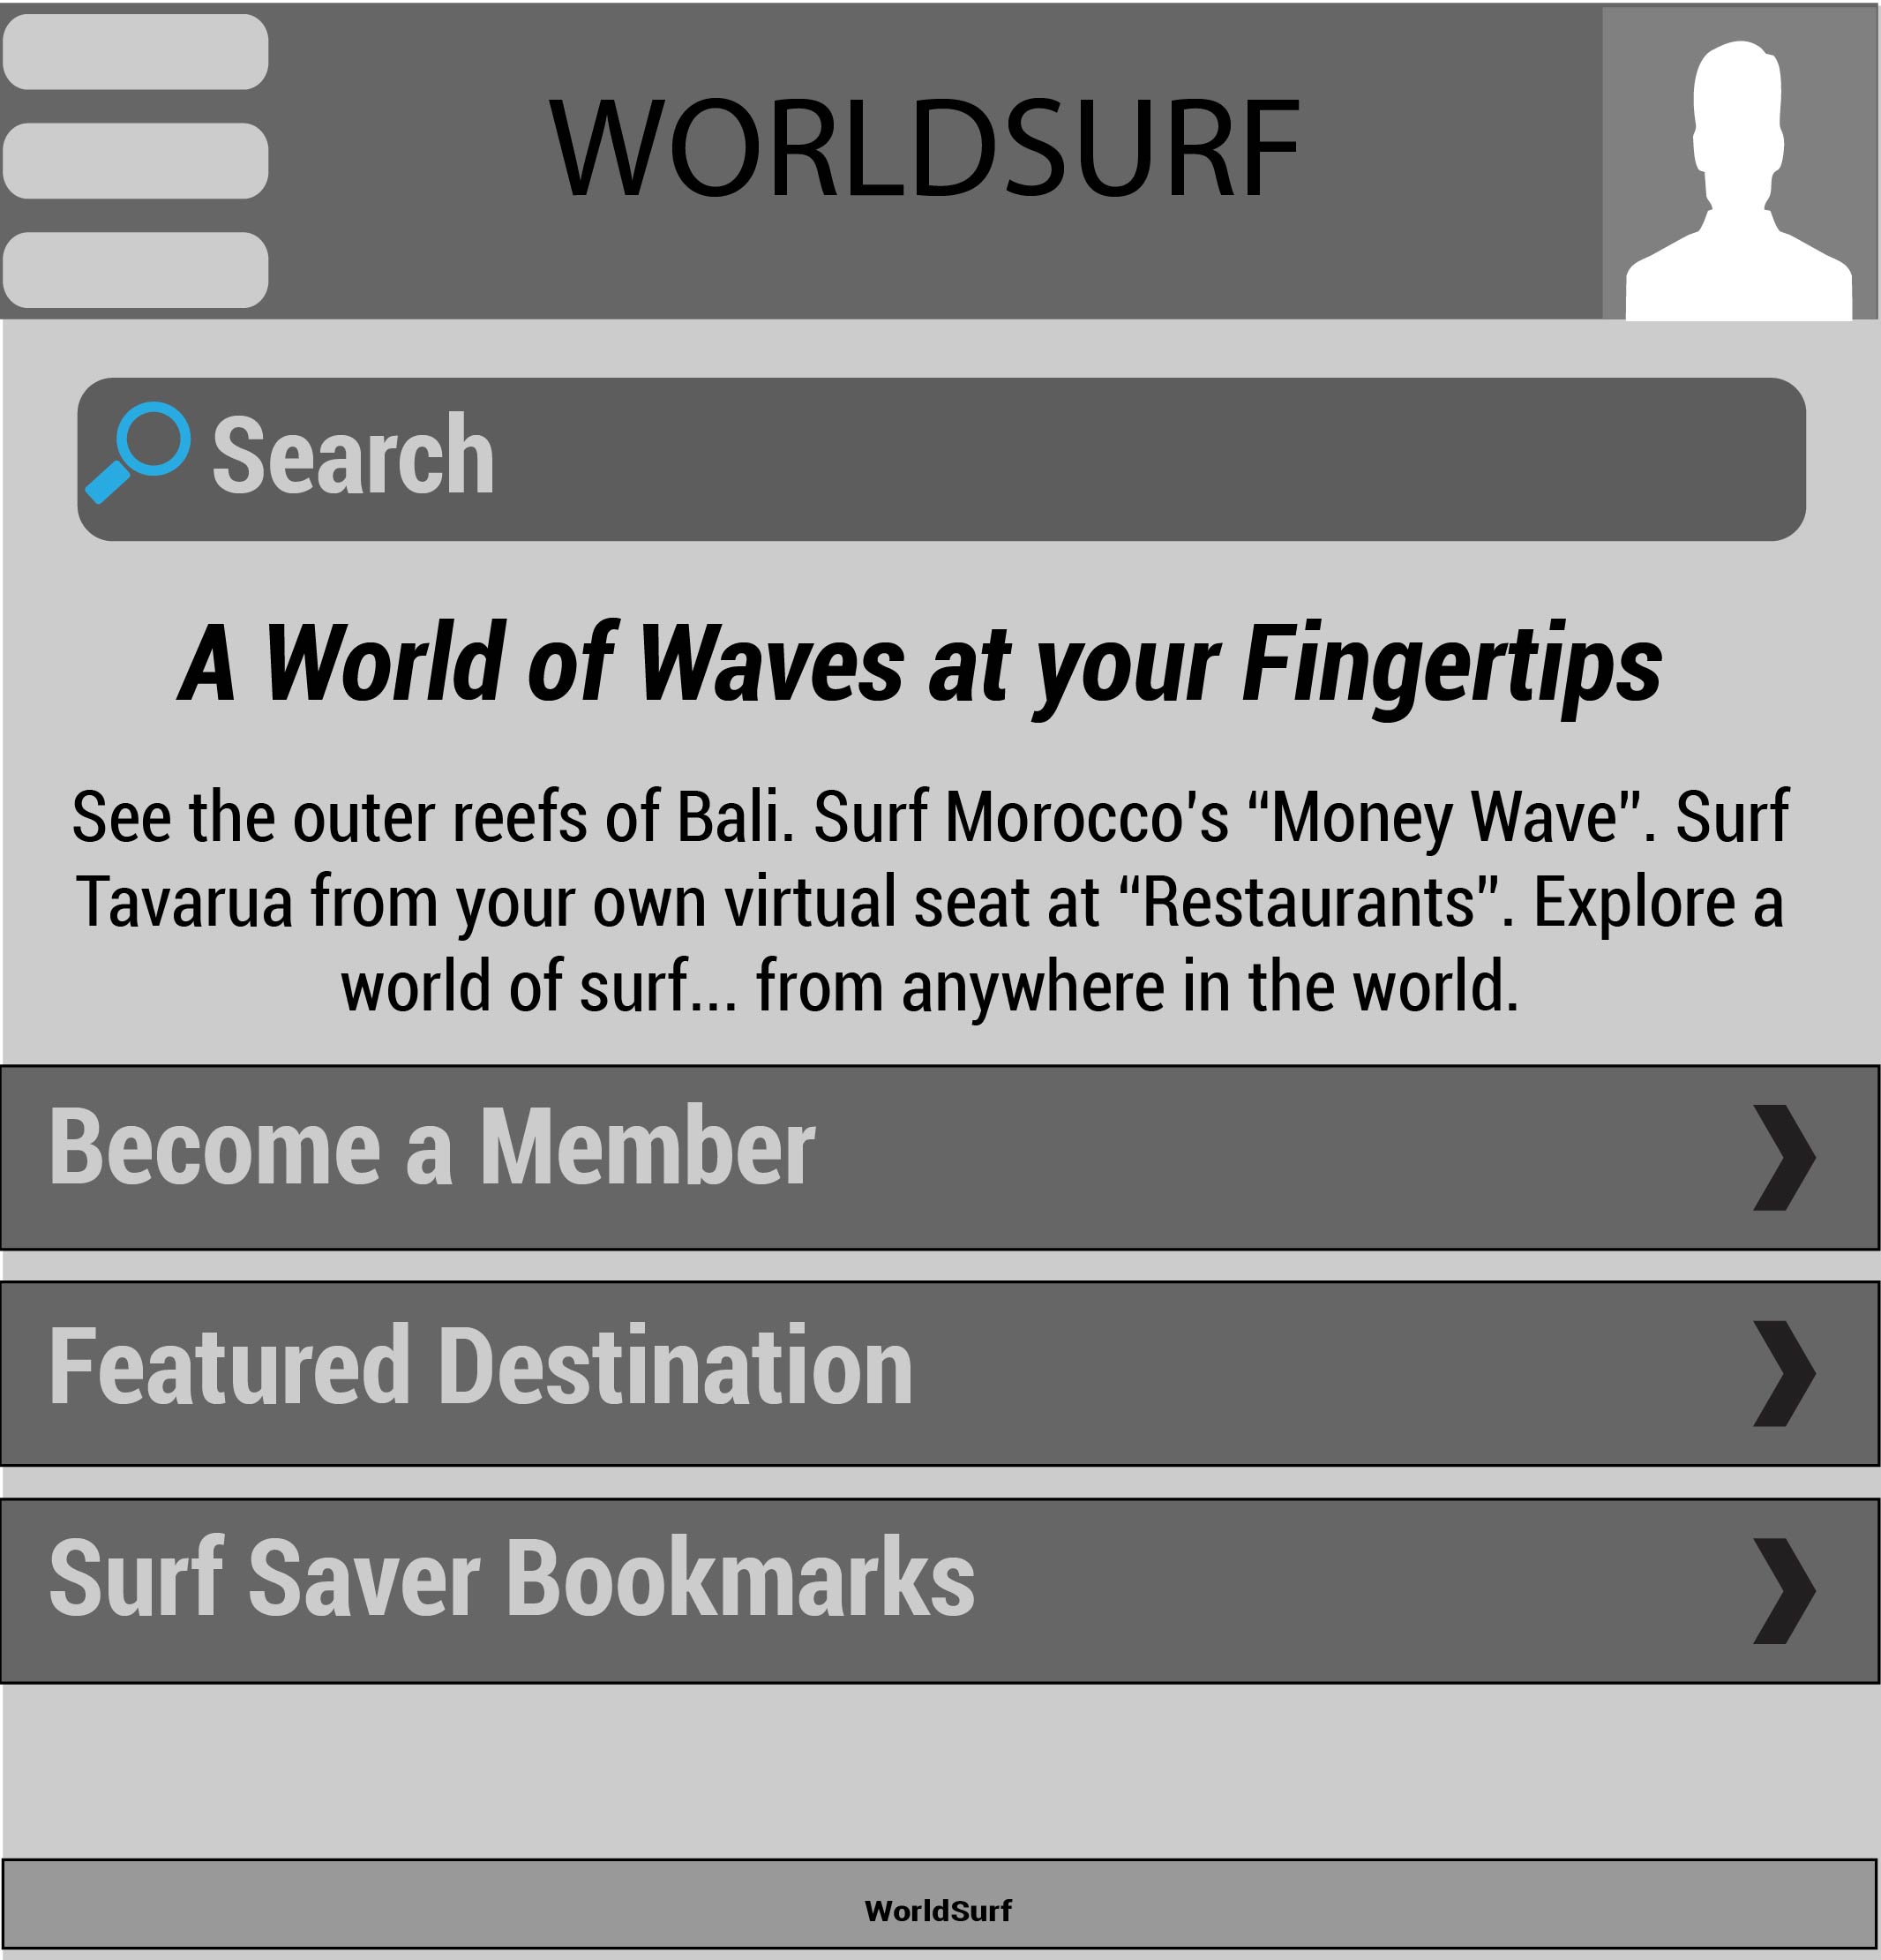 WORLDSURF
Search
A World of Waves at your Fingertips
See the outer reefs of Bali. Surf Morocco’s “Money Wave”. Surf
Tavarua from your own virtual seat at “Restaurants”. Explore a
world of surf... from anywhere in the world.
Become a Member
Featured Destination
Surf Saver Bookmarks
WorldSurf